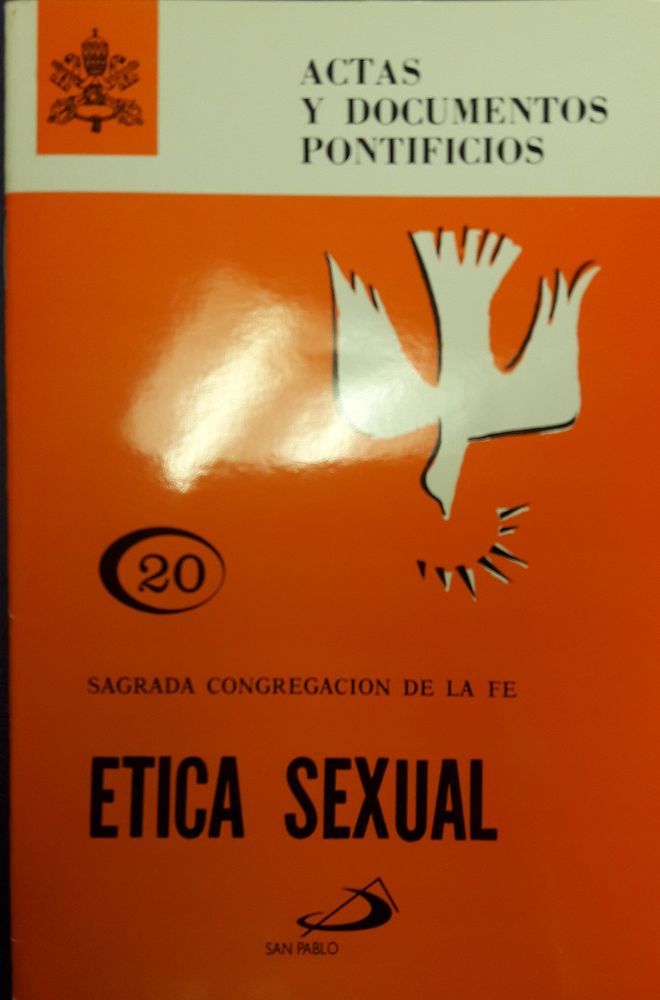 ACTAS
Y DOCUMENTOS
PONTIFICIOS
20
SAGRADA CONGREGACION DE LA FE
ETICA SEXUAL
SAN PABLO